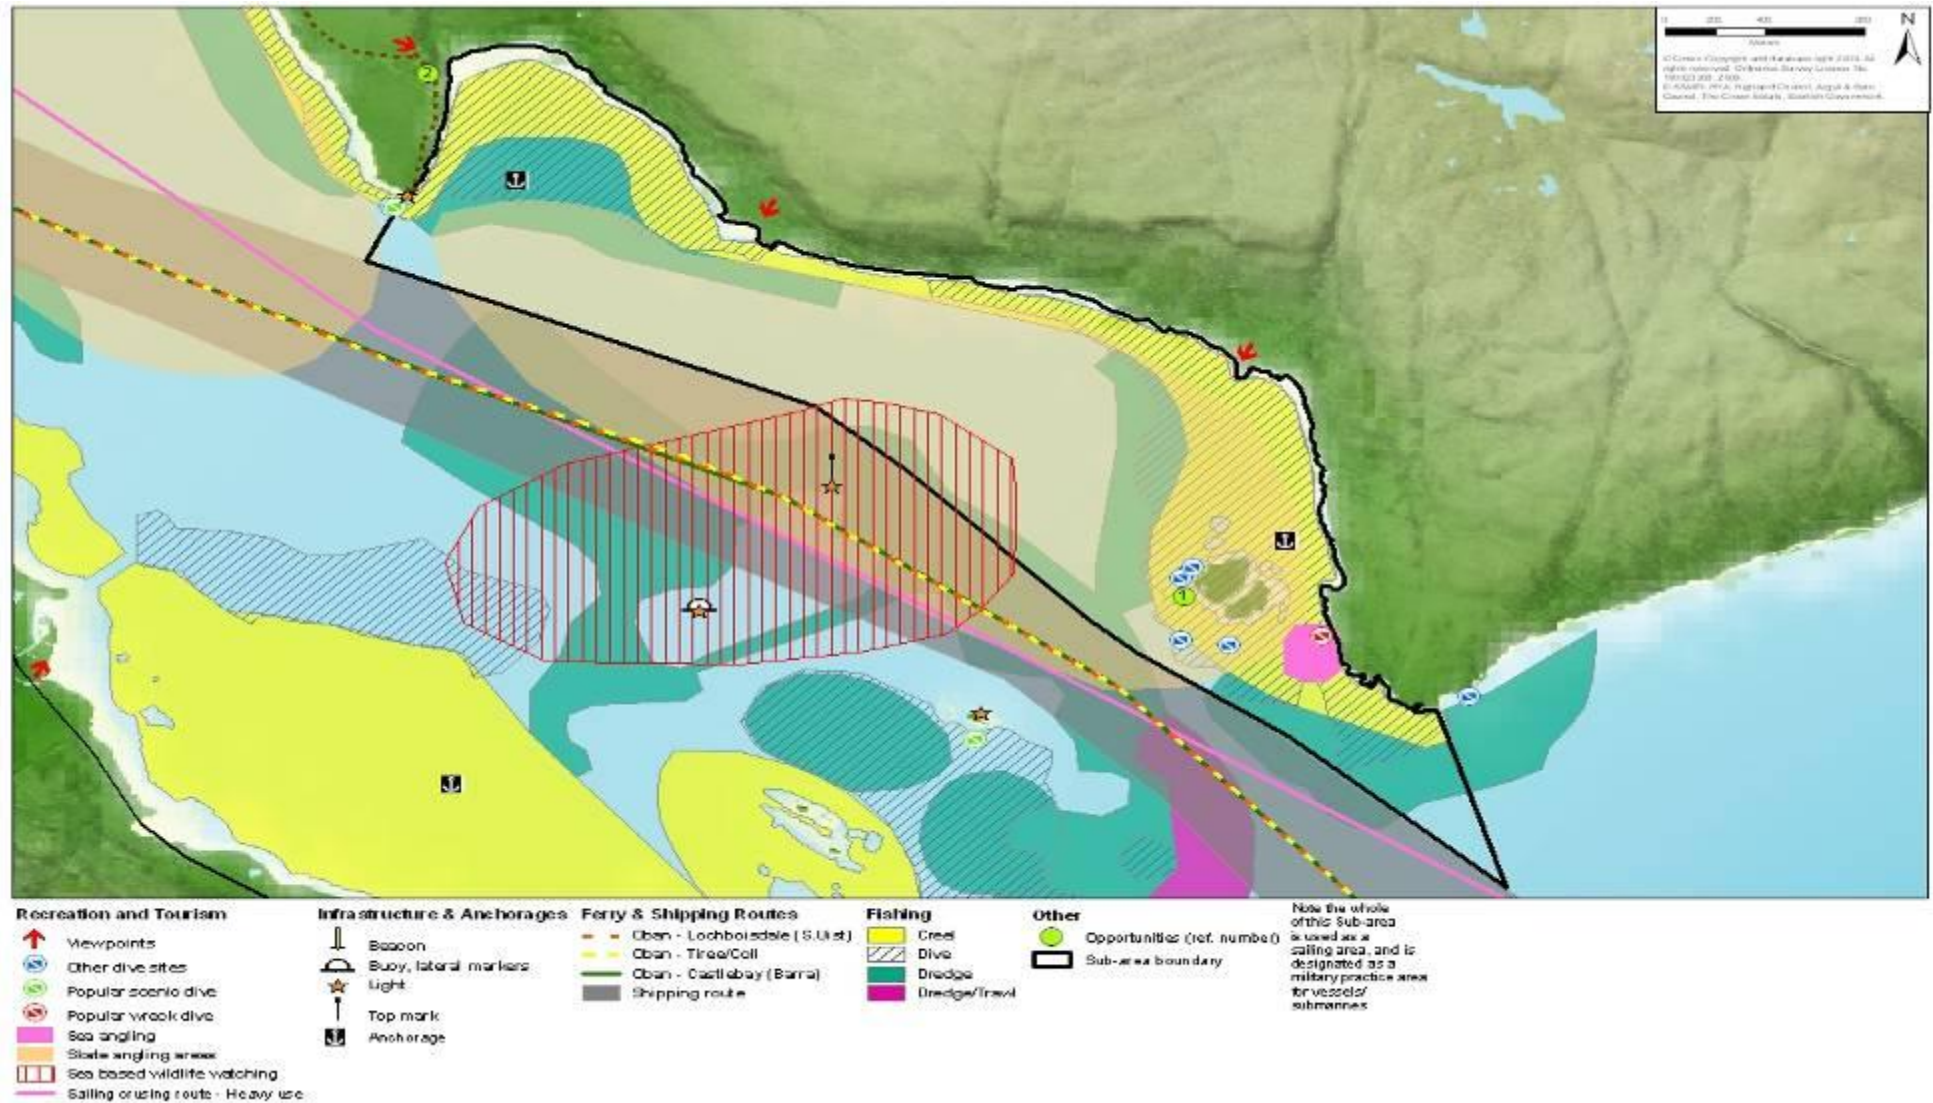 N
2
1
Recreation and Tourism
Viewpoints
Other dive sites
Popular scenic dive
Popular wreck dive
Sea angling
Skate angling areas
Sea based wildlife watching
Sailing crusing route - Heavy use
Infrastructure & Anchorages
Beacon
Buoy, lateral markers
Light
Top mark
Anchorage
Ferry & Shipping Routes
Oban - Lochboisdale (S.Uist)
Oban - Tiree/Coll
Oban - Castlebay (Barra)
Shipping route
Fishing
Creel
Dive
Dredge
Dredge/Trawl
Other
Opportunities (ref. number)
Sub-area boundary
Note the whole
of this Sub-area
is used as a
sailing area, and is
designated as a
military practice area
for vessels/
submarines